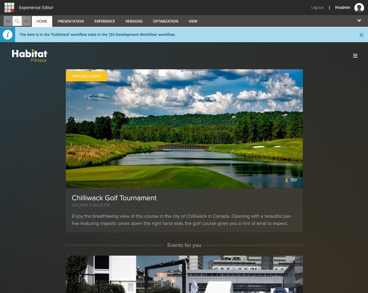 Experience Editor
Log out | hhadmin
HOME PRESENTATION EXPERIENCE VERSIONS OPTIMIZATION VIEW
The item is in the 'Published' workflow state in the 'JSS Development Workflow' workflow.
Habitat
Fitness
FEATURED EVENT
150
Chilliwack Golf Tournament
Enjoy the breathtaking view of this course in the city of Chilliwack in Canada. Opening with a beautiful par-
five featuring majestic pines down the right hand side, the golf course gives you a hint of what to expect.
Events for you